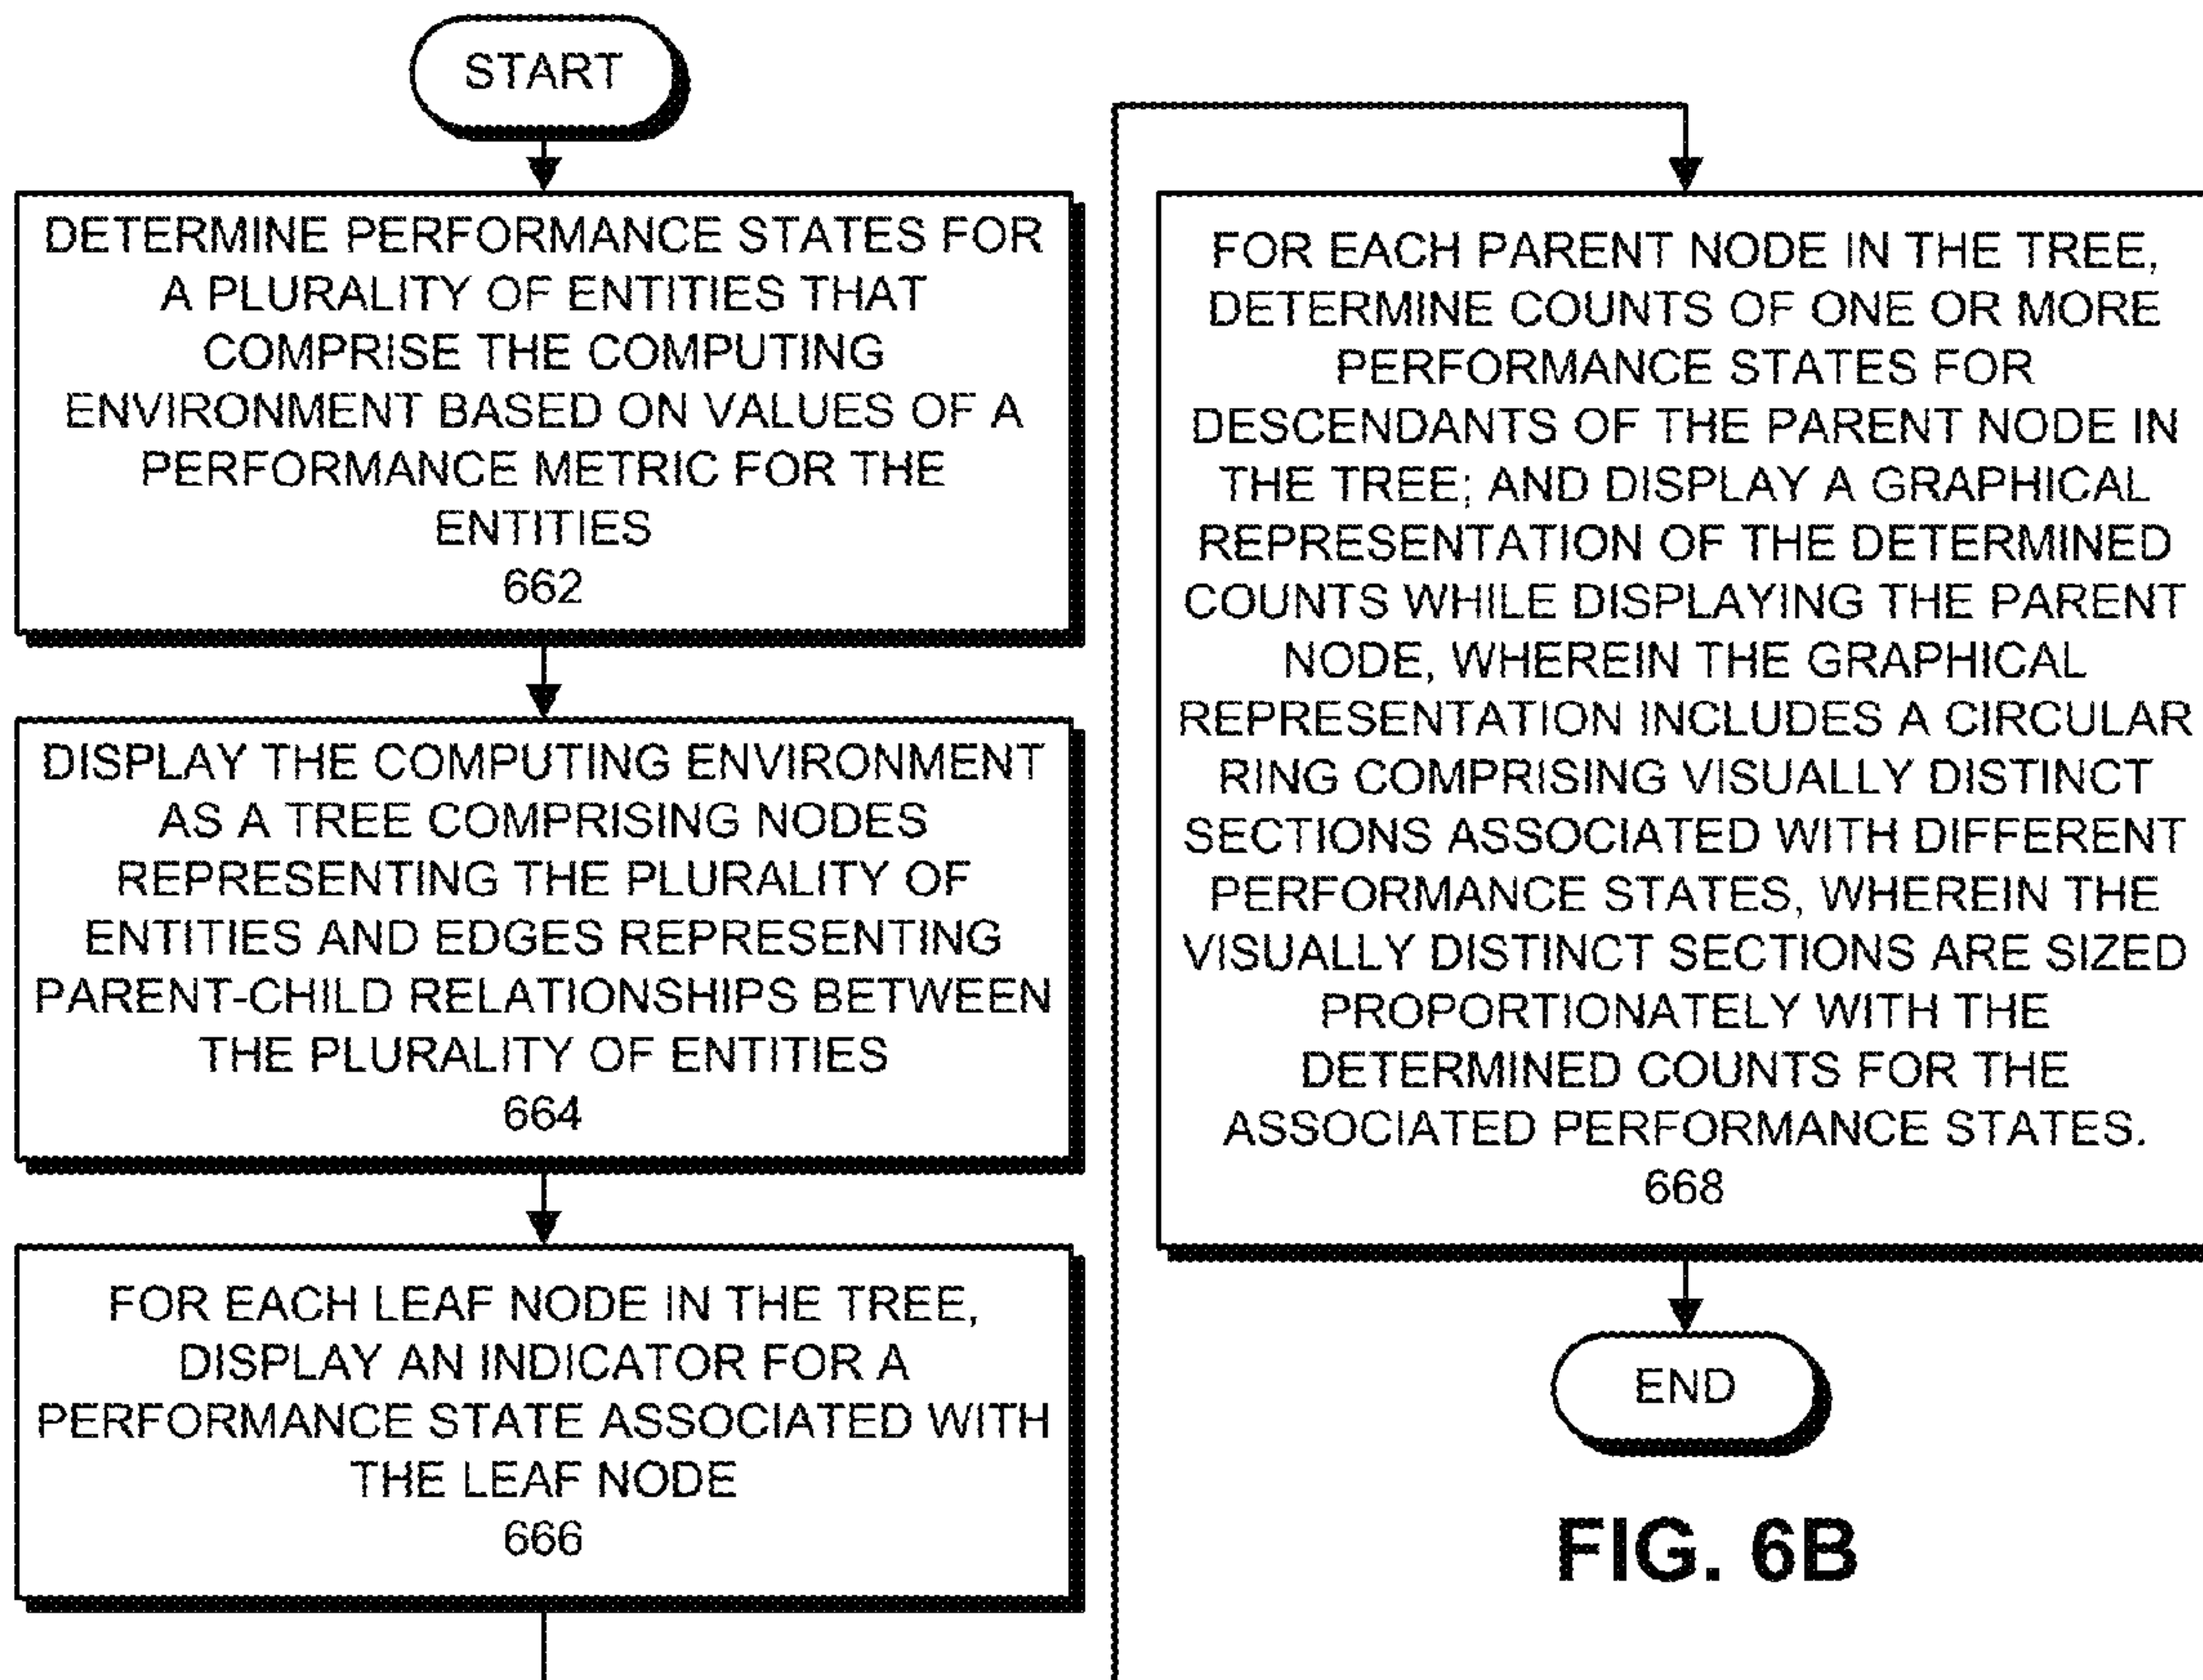 START
DETERMINE PERFORMANCE STATES FOR
A PLURALITY OF ENTITIES THAT
COMPRISE THE COMPUTING
ENVIRONMENT BASED ON VALUES OF A
PERFORMANCE METRIC FOR THE
ENTITIES
662
DISPLAY THE COMPUTING ENVIRONMENT
AS A TREE COMPRISING NODES
REPRESENTING THE PLURALITY OF
ENTITIES AND EDGES REPRESENTING
PARENT-CHILD RELATIONSHIPS BETWEEN
THE PLURALITY OF ENTITIES
664
FOR EACH LEAF NODE IN THE TREE,
DISPLAY AN INDICATOR FOR A
PERFORMANCE STATE ASSOCIATED WITH
THE LEAF NODE
666
FOR EACH PARENT NODE IN THE TREE,
DETERMINE COUNTS OF ONE OR MORE
PERFORMANCE STATES FOR
DESCENDANTS OF THE PARENT NODE IN
THE TREE; AND DISPLAY A GRAPHICAL
REPRESENTATION OF THE DETERMINED
COUNTS WHILE DISPLAYING THE PARENT
NODE, WHEREIN THE GRAPHICAL
REPRESENTATION INCLUDES A CIRCULAR
RING COMPRISING VISUALLY DISTINCT
SECTIONS ASSOCIATED WITH DIFFERENT
PERFORMANCE STATES, WHEREIN THE
VISUALLY DISTINCT SECTIONS ARE SIZED
PROPORTIONATELY WITH THE
DETERMINED COUNTS FOR THE
ASSOCIATED PERFORMANCE STATES.
668
END
FIG. 6B